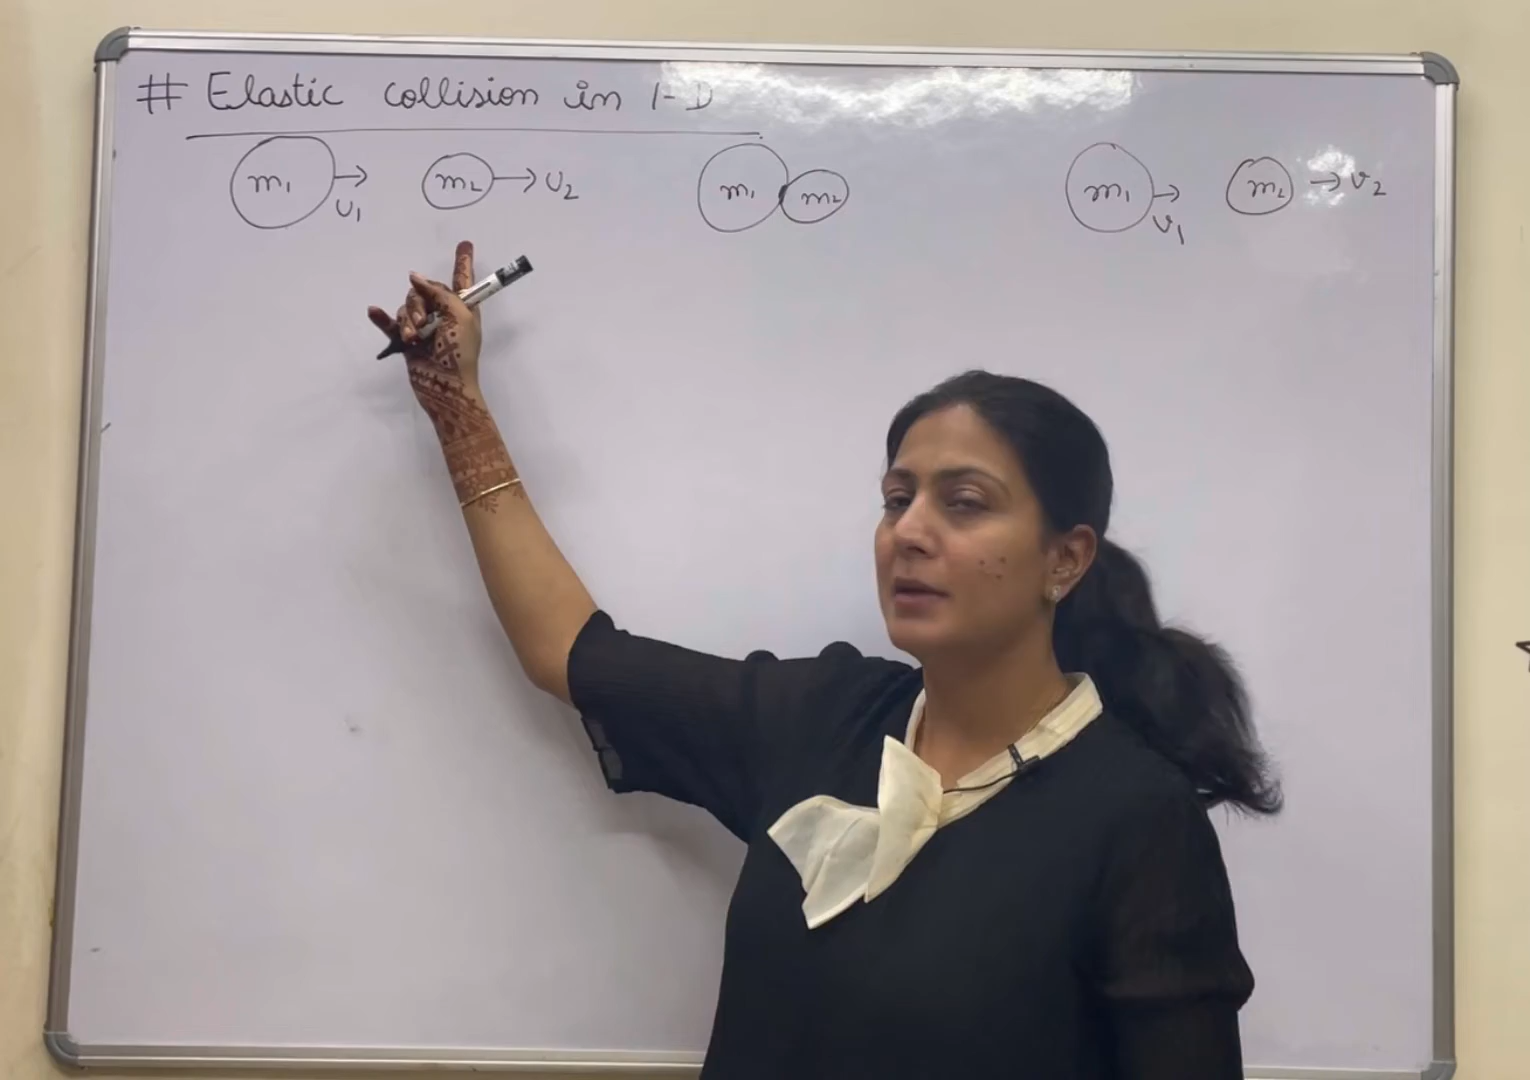 # Elastic collision in 1-D
m₁ → U₁ m₂ → U₂ m₁ m₂ m₁ → v₁ m₂ → v₂